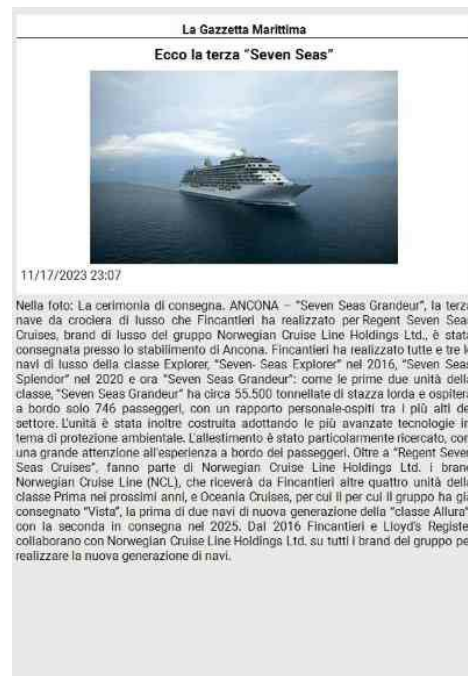 La Gazzetta Marittima
Ecco la terza “Seven Seas”
11/17/2023 23:07
Nella foto: La cerimonia di consegna. ANCONA – “Seven Seas Grandeur”, la terza
nave da crociera di lusso che Fincantieri ha realizzato per Regent Seven Seas
Cruises, brand di lusso del gruppo Norwegian Cruise Line Holdings Ltd., è stata
consegnata presso lo stabilimento di Ancona. Fincantieri ha realizzato tutte e tre le
navi di lusso della classe Explorer, “Seven- Seas Explorer” nel 2016, “Seven Seas
Splendor” nel 2020 e ora “Seven Seas Grandeur”: come le prime due unità della
classe, “Seven Seas Grandeur” ha circa 55.500 tonnellate di stazza lorda e ospiterà
a bordo solo 746 passeggeri, con un rapporto personale-ospiti tra i più alti del
settore. L'unità è stata inoltre costruita adottando le più avanzate tecnologie in
tema di protezione ambientale. L'allestimento è stato particolarmente ricercato, con
una grande attenzione all'esperienza a bordo dei passeggeri. Oltre a “Regent Seven
Seas Cruises”, fanno parte di Norwegian Cruise Line Holdings Ltd. i brand
Norwegian Cruise Line (NCL), che riceverà da Fincantieri altre quattro unità della
classe Prima nei prossimi anni, e Oceania Cruises, per cui il per cui il gruppo ha già
consegnato “Vista”, la prima di due navi di nuova generazione della “classe Allura”,
con la seconda in consegna nel 2025. Dal 2016 Fincantieri e Lloyd's Register
collaborano con Norwegian Cruise Line Holdings Ltd. su tutti i brand del gruppo per
realizzare la nuova generazione di navi.